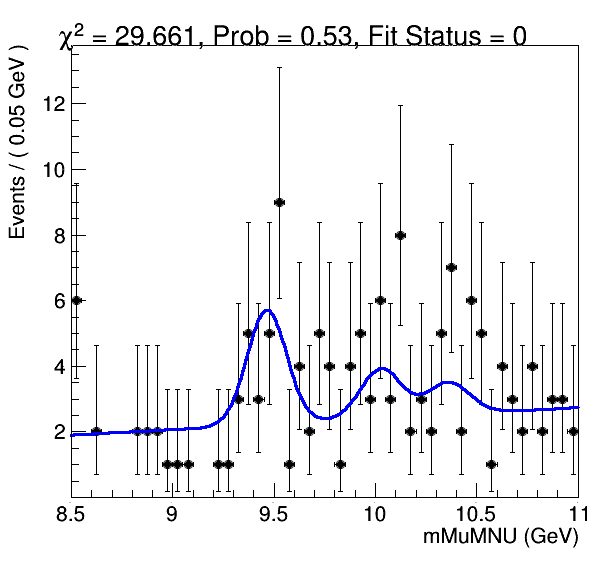 χ² = 29.661, Prob = 0.53, Fit Status = 0
Events / ( 0.05 GeV )
12
10
8
6
4
2
8.5 9 9.5 10 10.5 11
mMuMNU (GeV)